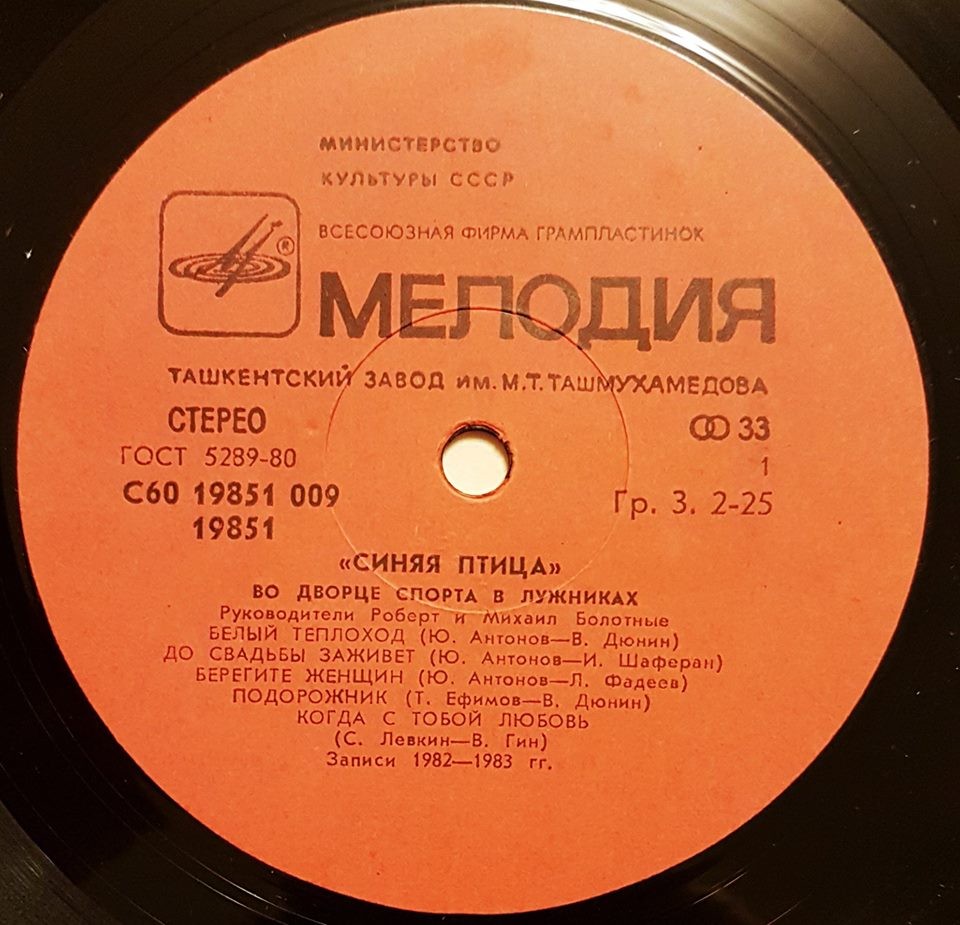 МИНИСТЕРСТВО
КУЛЬТУРЫ СССР
ВСЕСОЮЗНАЯ ФИРМА ГРАМПЛАСТИНОК
®
МЕЛОДИЯ
ТАШКЕНТСКИЙ ЗАВОД им. М.Т. ТАШМУХАМЕДОВА
СТЕРЕО
33
ГОСТ 5289-80
1
С60 19851 009
Гр. 3. 2-25
19851
«СИНЯЯ ПТИЦА»
ВО ДВОРЦЕ СПОРТА В ЛУЖНИКАХ
Руководители Роберт и Михаил Болотные
БЕЛЫЙ ТЕПЛОХОД (Ю. Антонов—В. Дюнин)
ДО СВАДЬБЫ ЗАЖИВЕТ (Ю. Антонов—И. Шаферан)
БЕРЕГИТЕ ЖЕНЩИН (Ю. Антонов—Л. Фадеев)
ПОДОРОЖНИК (Т. Ефимов—В. Дюнин)
КОГДА С ТОБОЙ ЛЮБОВЬ
(С. Левкин—В. Гин)
Записи 1982—1983 гг.